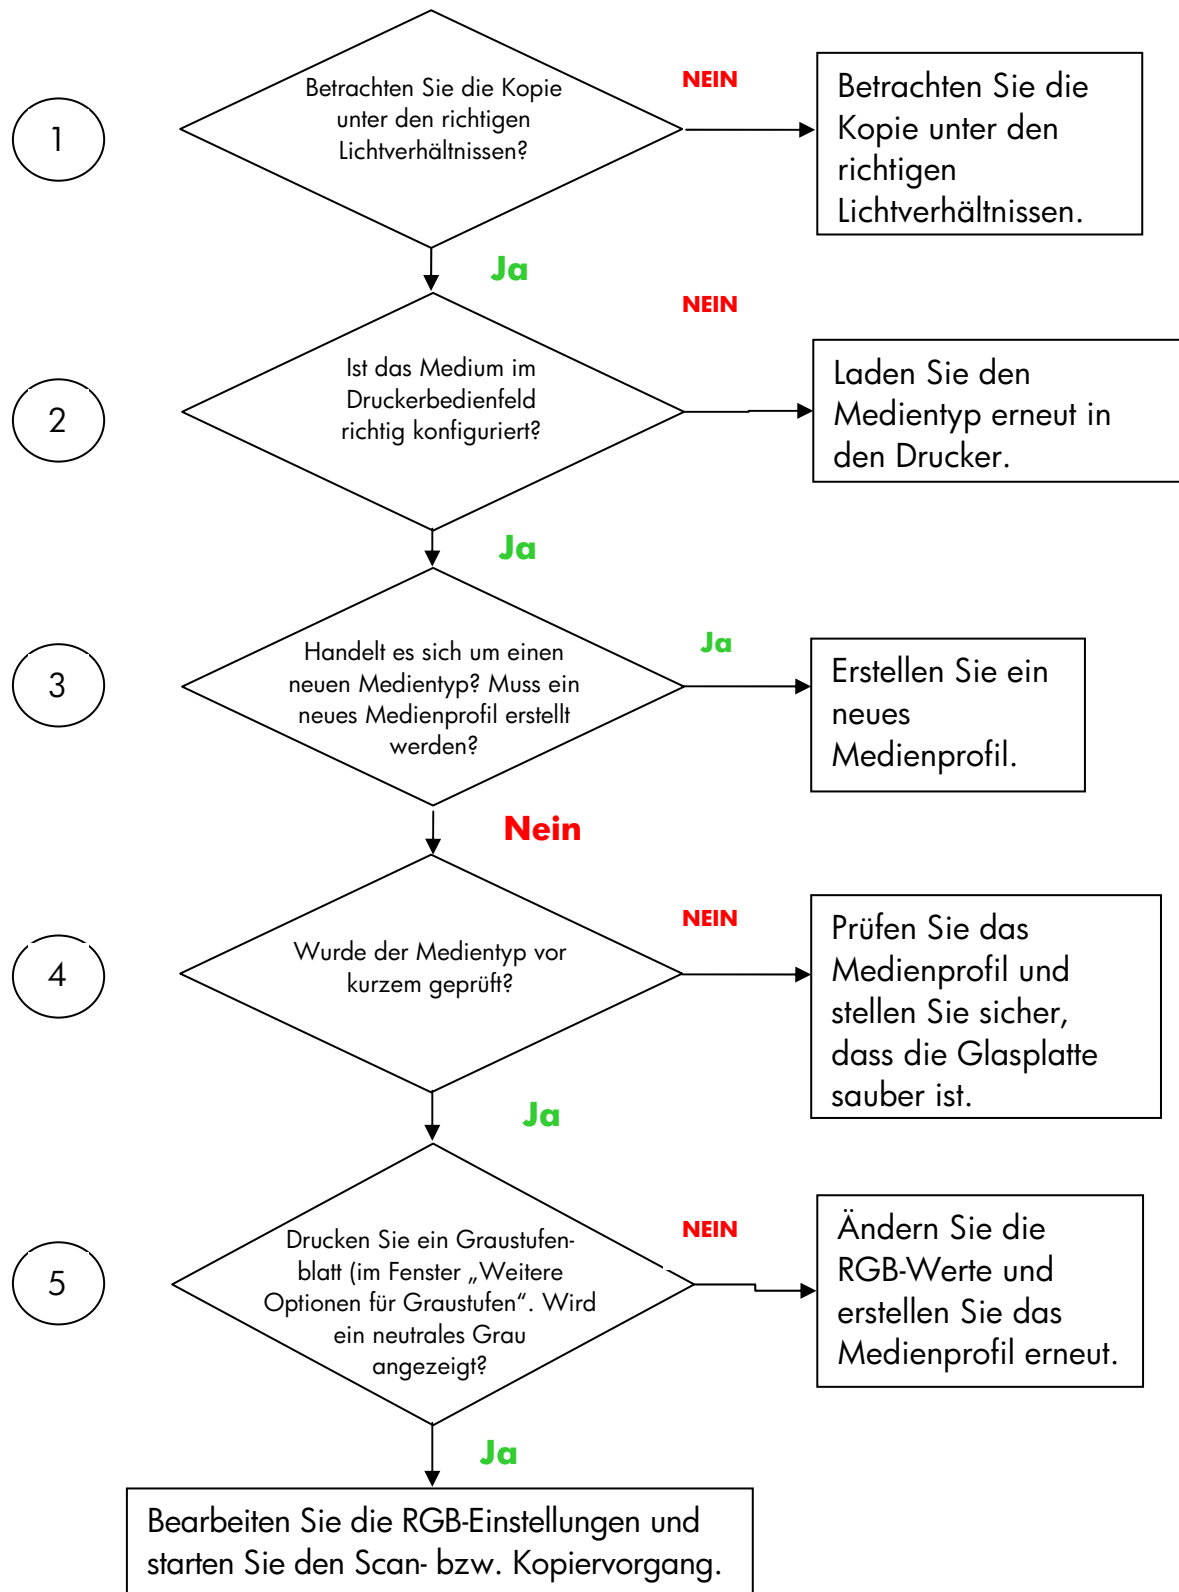 1
Betrachten Sie die Kopie
unter den richtigen
Lichtverhältnissen?
NEIN
Betrachten Sie die
Kopie unter den
richtigen
Lichtverhältnissen.
Ja
2
Ist das Medium im
Druckerbedienfeld
richtig konfiguriert?
NEIN
Laden Sie den
Medientyp erneut in
den Drucker.
Ja
3
Handelt es sich um einen
neuen Medientyp? Muss ein
neues Medienprofil erstellt
werden?
Ja
Erstellen Sie ein
neues
Medienprofil.
Nein
4
Wurde der Medientyp vor
kurzem geprüft?
NEIN
Prüfen Sie das
Medienprofil und
stellen Sie sicher,
dass die Glasplatte
sauber ist.
Ja
5
Drucken Sie ein Graustufen-
blatt (im Fenster „Weitere
Optionen für Graustufen“. Wird
ein neutrales Grau
angezeigt?
NEIN
Ändern Sie die
RGB-Werte und
erstellen Sie das
Medienprofil erneut.
Ja
Bearbeiten Sie die RGB-Einstellungen und
starten Sie den Scan- bzw. Kopiervorgang.